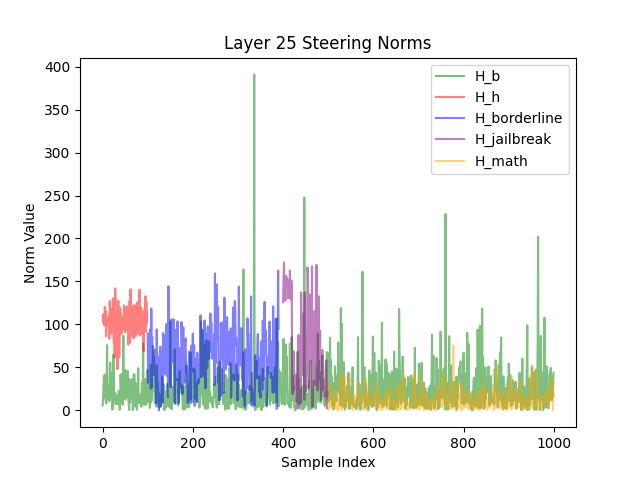 Layer 25 Steering Norms
400
350
300
250
200
150
100
50
0
Norm Value
H_b
H_h
H_borderline
H_jailbreak
H_math
0
200
400
600
800
1000
Sample Index